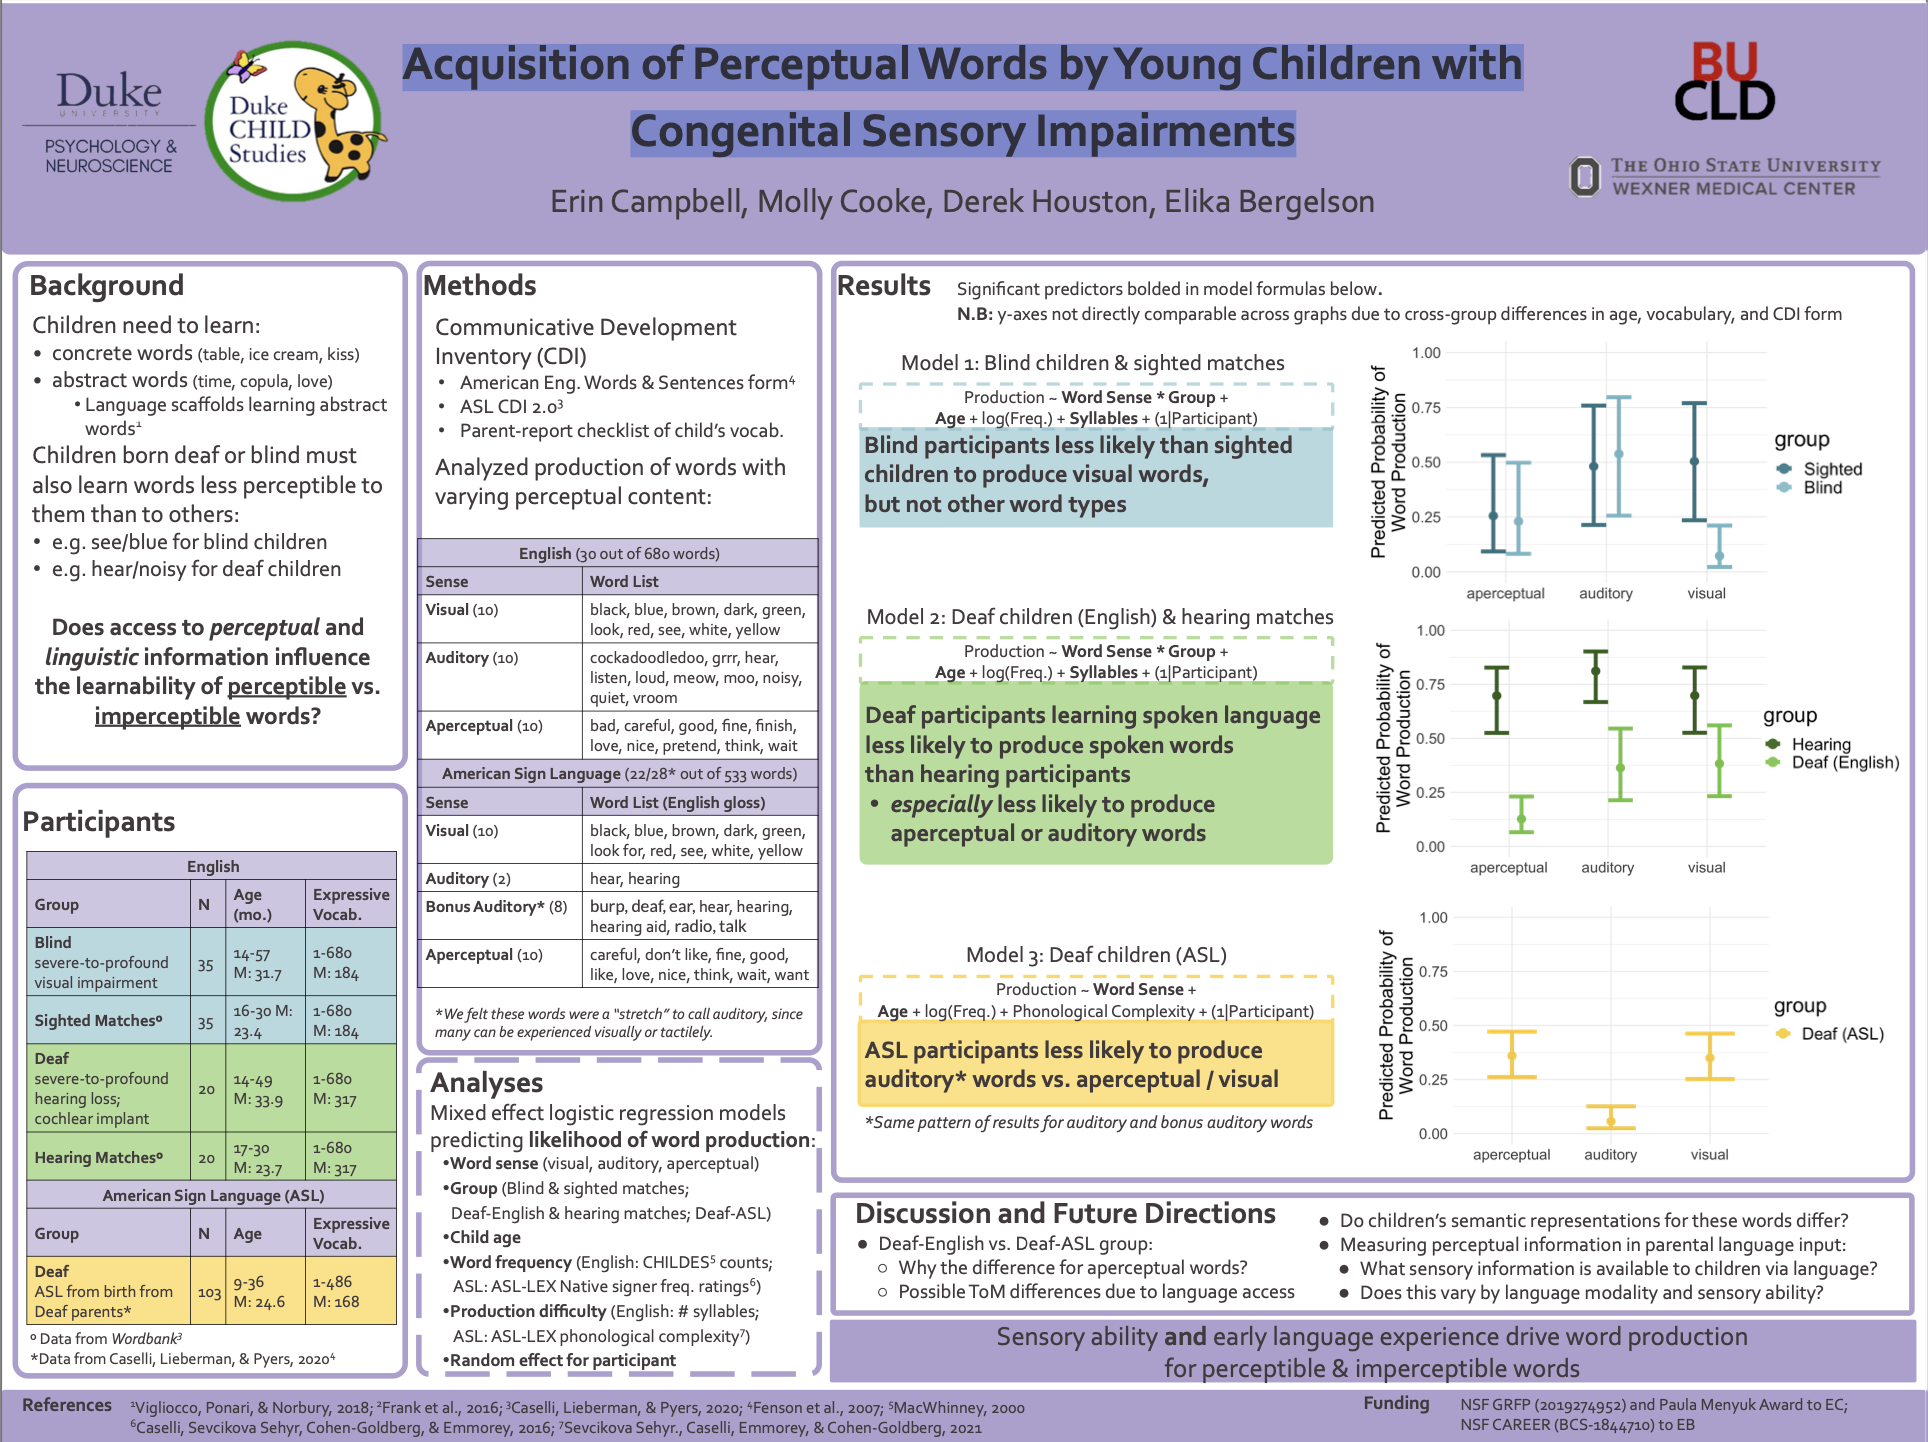 Duke
UNIVERSITY
PSYCHOLOGY &
NEUROSCIENCE
Duke
CHILD
Studies
Acquisition of Perceptual Words by Young Children with
Congenital Sensory Impairments
Erin Campbell, Molly Cooke, Derek Houston, Elika Bergelson
BU
CLD
THE OHIO STATE UNIVERSITY
WEXNER MEDICAL CENTER
Background
Children need to learn:
• concrete words (table, ice cream, kiss)
• abstract words (time, copula, love)
• Language scaffolds learning abstract
words¹
Children born deaf or blind must
also learn words less perceptible to
them than to others:
• e.g. see/blue for blind children
• e.g. hear/noisy for deaf children
Does access to perceptual and
linguistic information influence
the learnability of perceptible vs.
imperceptible words?
Participants
English
Group N Age (mo.) Expressive Vocab.
Blind
severe-to-profound
visual impairment
35
14-57
M: 31.7
1-680
M: 184
Sighted Matchesº
35
16-30 M:
23.4
1-680
M: 184
Deaf
severe-to-profound
hearing loss;
cochlear implant
20
14-49
M: 33.9
1-680
M: 317
Hearing Matchesº
20
17-30
M: 23.7
1-680
M: 317
American Sign Language (ASL)
Group N Age Expressive Vocab.
Deaf
ASL from birth from
Deaf parents*
103
9-36
M: 24.6
1-486
M: 168
º Data from Wordbank³
*Data from Caselli, Lieberman, & Pyers, 2020⁴
Methods
Communicative Development
Inventory (CDI)
• American Eng. Words & Sentences form⁴
• ASL CDI 2.0³
• Parent-report checklist of child's vocab.
Analyzed production of words with
varying perceptual content:
English (30 out of 680 words)
Sense Word List
Visual (10)
black, blue, brown, dark, green,
look, red, see, white, yellow
Auditory (10)
cockadoodledoo, grrr, hear,
listen, loud, meow, moo, noisy,
quiet, vroom
Aperceptual (10)
bad, careful, good, fine, finish,
love, nice, pretend, think, wait
American Sign Language (22/28* out of 533 words)
Sense Word List (English gloss)
Visual (10)
black, blue, brown, dark, green,
look for, red, see, white, yellow
Auditory (2) hear, hearing
Bonus Auditory* (8)
burp, deaf, ear, hear, hearing,
hearing aid, radio, talk
Aperceptual (10)
careful, don't like, fine, good,
like, love, nice, think, wait, want
*We felt these words were a "stretch" to call auditory, since
many can be experienced visually or tactilely.
Analyses
Mixed effect logistic regression models
predicting likelihood of word production:
•Word sense (visual, auditory, aperceptual)
•Group (Blind & sighted matches;
Deaf-English & hearing matches; Deaf-ASL)
•Child age
•Word frequency (English: CHILDES⁵ counts;
ASL: ASL-LEX Native signer freq. ratings⁶)
•Production difficulty (English: # syllables;
ASL: ASL-LEX phonological complexity⁷)
•Random effect for participant
Results
Significant predictors bolded in model formulas below.
N.B: y-axes not directly comparable across graphs due to cross-group differences in age, vocabulary, and CDI form
Model 1: Blind children & sighted matches
Production ~ Word Sense * Group +
Age + log(Freq.) + Syllables + (1|Participant)
Blind participants less likely than sighted
children to produce visual words,
but not other word types
Predicted Probability of
Word Production
1.00
0.75
0.50
0.25
0.00
aperceptual auditory visual
group
Sighted
Blind
Model 2: Deaf children (English) & hearing matches
Production ~ Word Sense * Group +
Age + log(Freq.) + Syllables + (1|Participant)
Deaf participants learning spoken language
less likely to produce spoken words
than hearing participants
• especially less likely to produce
aperceptual or auditory words
Predicted Probability of
Word Production
1.00
0.75
0.50
0.25
0.00
aperceptual auditory visual
group
Hearing
Deaf (English)
Model 3: Deaf children (ASL)
Production ~ Word Sense +
Age + log(Freq.) + Phonological Complexity + (1|Participant)
ASL participants less likely to produce
auditory* words vs. aperceptual / visual
*Same pattern of results for auditory and bonus auditory words
Predicted Probability of
Word Production
1.00
0.75
0.50
0.25
0.00
aperceptual auditory visual
group
Deaf (ASL)
Discussion and Future Directions
● Deaf-English vs. Deaf-ASL group:
○ Why the difference for aperceptual words?
○ Possible ToM differences due to language access
● Do children's semantic representations for these words differ?
● Measuring perceptual information in parental language input:
● What sensory information is available to children via language?
● Does this vary by language modality and sensory ability?
Sensory ability and early language experience drive word production
for perceptible & imperceptible words
References
¹Vigliocco, Ponari, & Norbury, 2018; ²Frank et al., 2016; ³Caselli, Lieberman, & Pyers, 2020; ⁴Fenson et al., 2007; ⁵MacWhinney, 2000
⁶Caselli, Sevcikova Sehyr, Cohen-Goldberg, & Emmorey, 2016; ⁷Sevcikova Sehyr., Caselli, Emmorey, & Cohen-Goldberg, 2021
Funding
NSF GRFP (2019274952) and Paula Menyuk Award to EC;
NSF CAREER (BCS-1844710) to EB